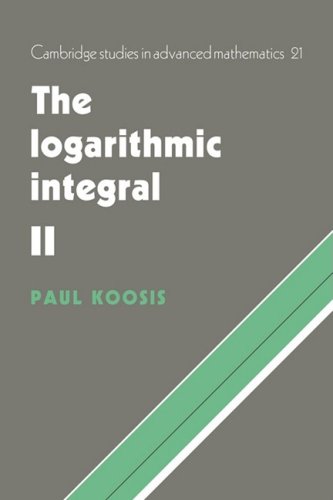 Cambridge studies in advanced mathematics 21
The
logarithmic
integral
II
PAUL KOOSIS